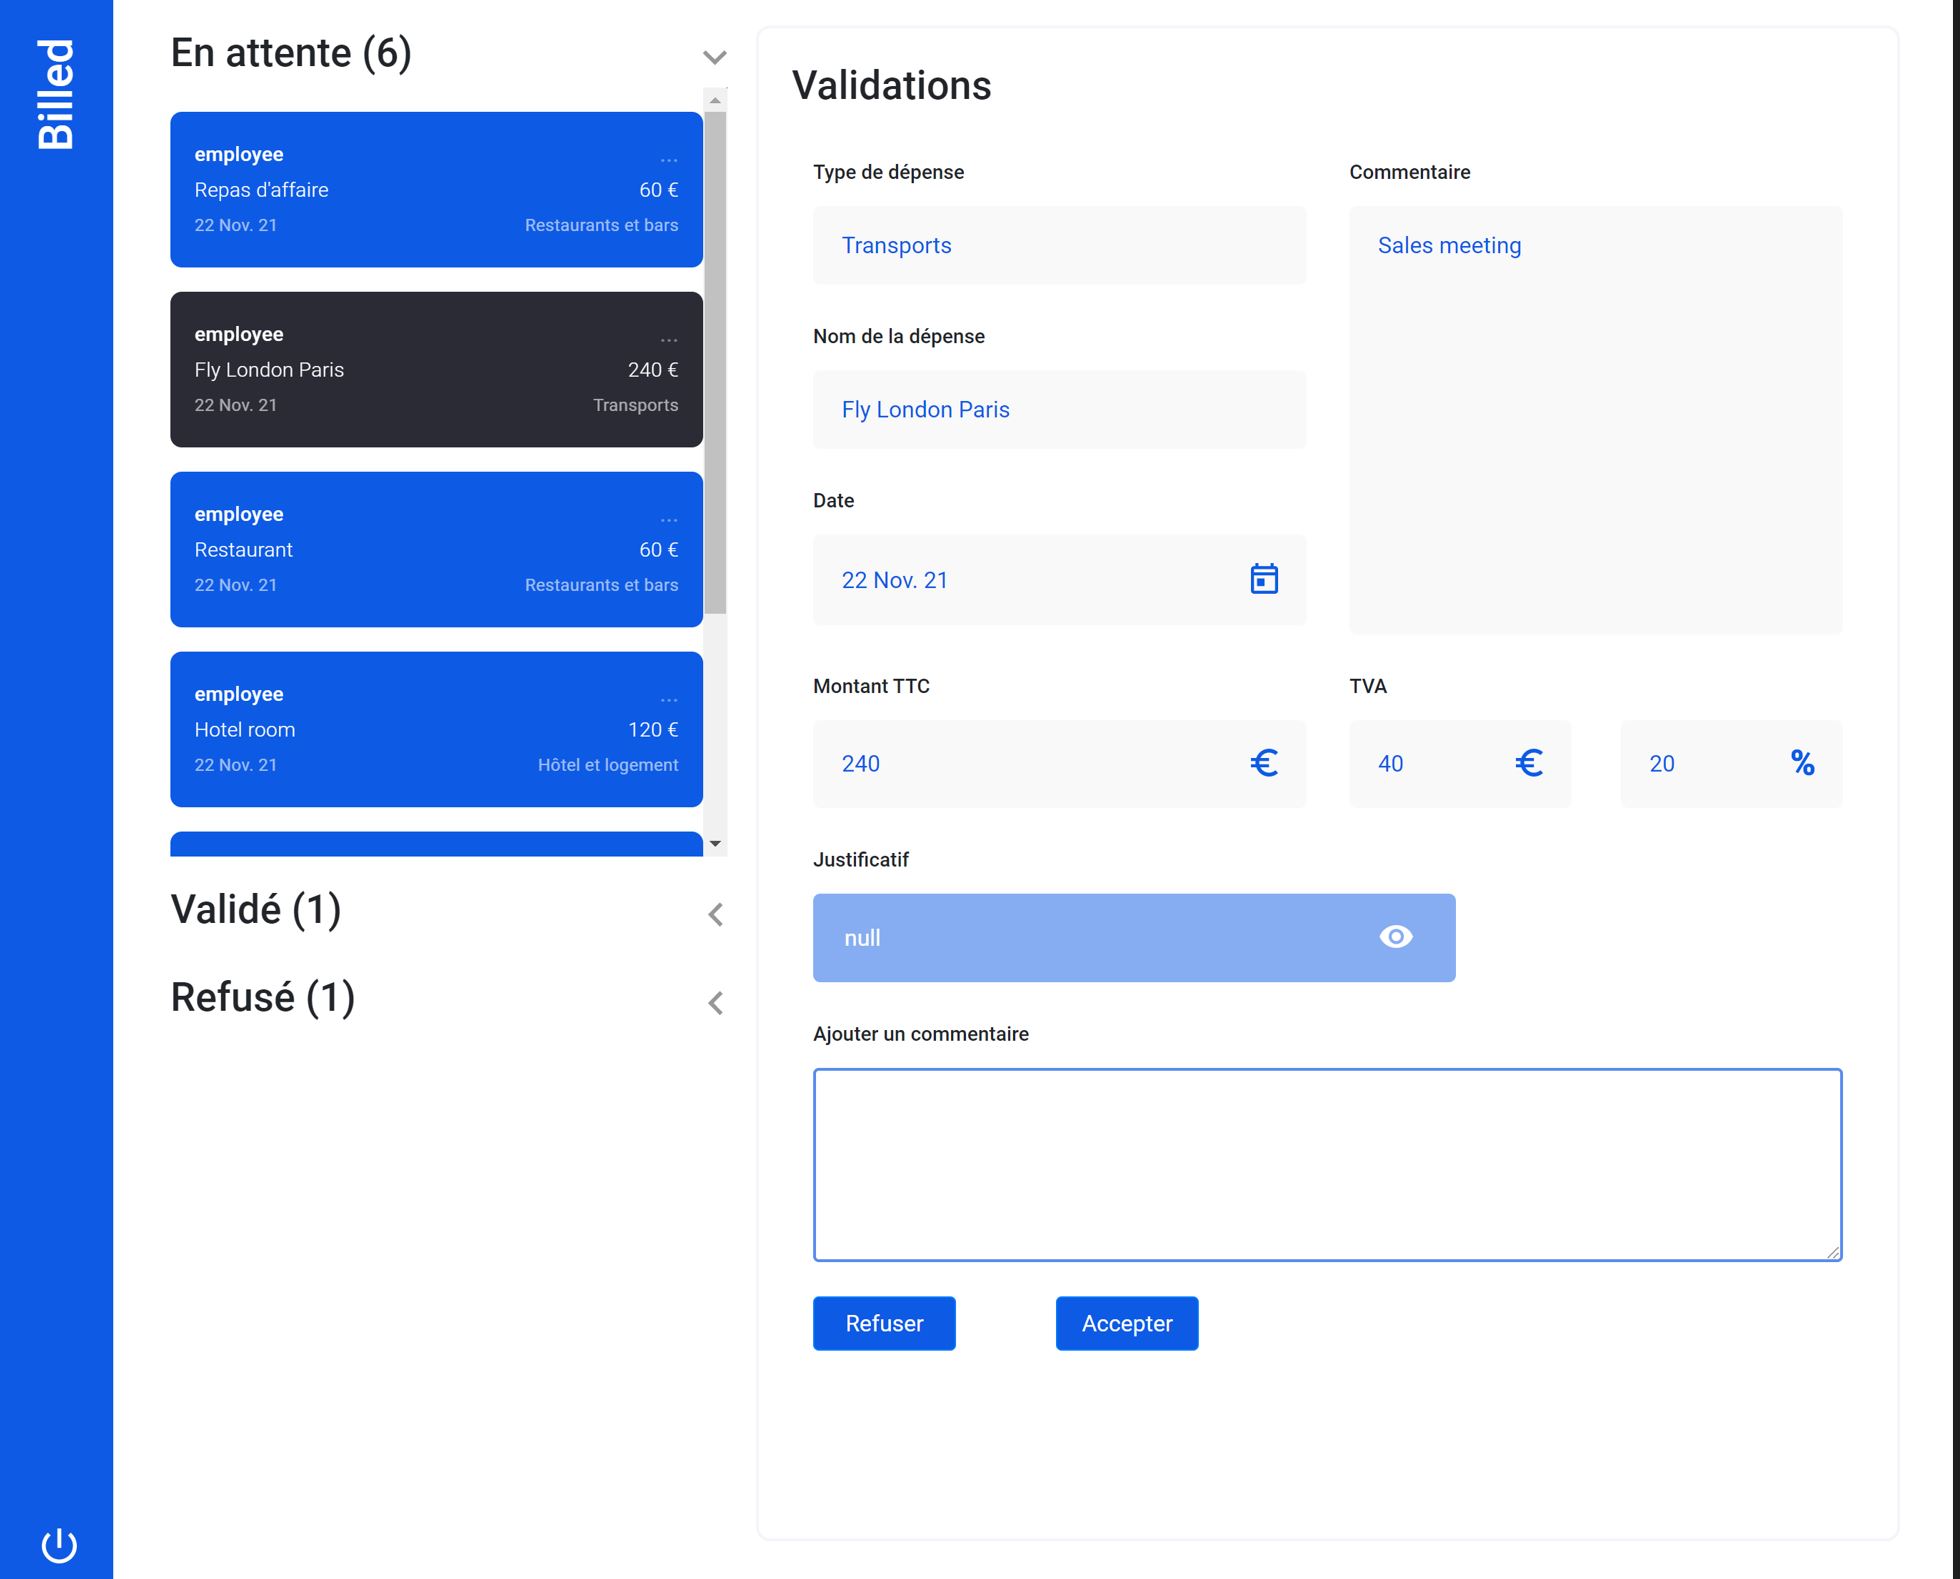 Billed
En attente (6)
employee
...
Repas d'affaire
60 €
22 Nov. 21
Restaurants et bars
employee
...
Fly London Paris
240 €
22 Nov. 21
Transports
employee
...
Restaurant
60 €
22 Nov. 21
Restaurants et bars
employee
...
Hotel room
120 €
22 Nov. 21
Hôtel et logement
Validé (1)
Refusé (1)
Validations
Type de dépense
Transports
Nom de la dépense
Fly London Paris
Date
22 Nov. 21
Commentaire
Sales meeting
Montant TTC
240 €
TVA
40 €
20 %
Justificatif
null
Ajouter un commentaire
Refuser
Accepter